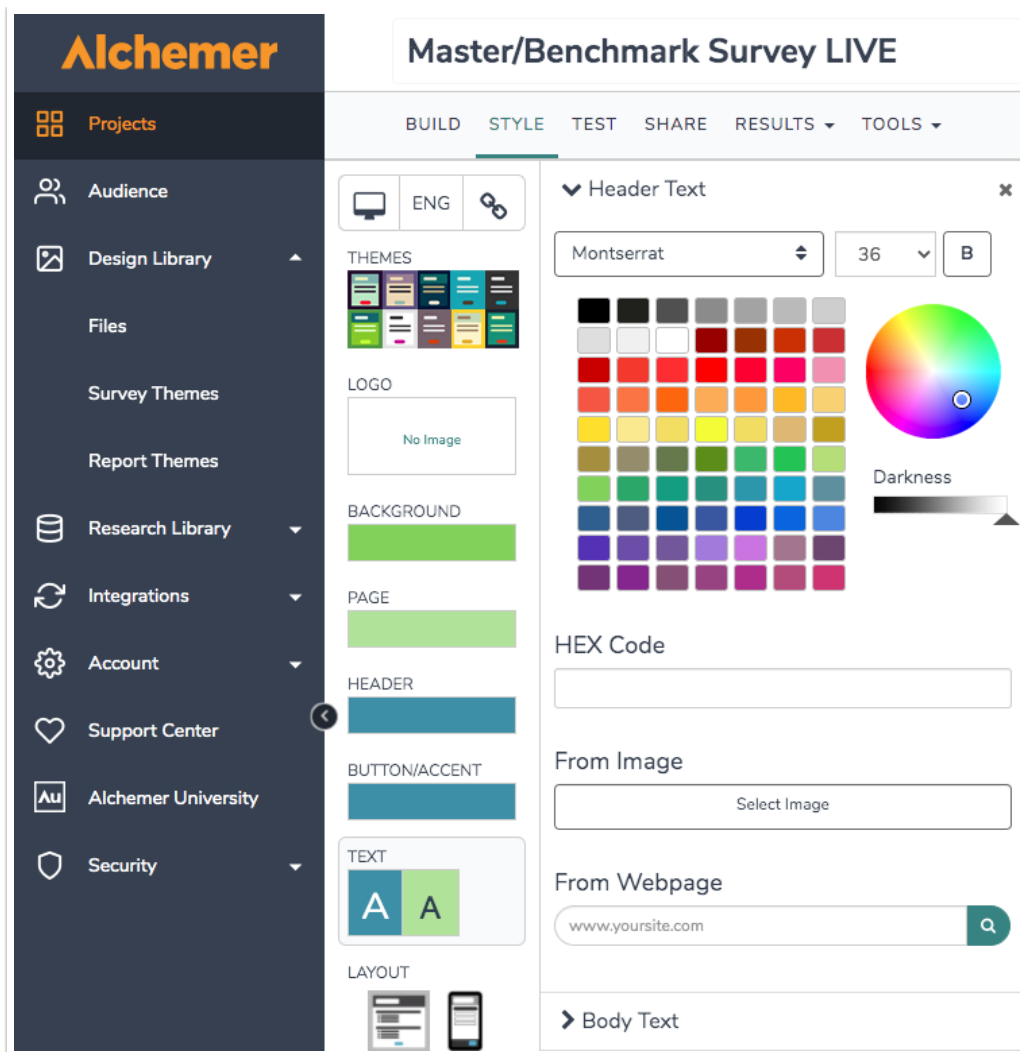 Alchemer
Master/Benchmark Survey LIVE
Projects
Audience
Design Library
Files
Survey Themes
Report Themes
Research Library
Integrations
Account
Support Center
Au
Alchemer University
Security
BUILD STYLE TEST SHARE RESULTS TOOLS
ENG
THEMES
LOGO
No Image
BACKGROUND
PAGE
HEADER
BUTTON/ACCENT
TEXT
A A
LAYOUT
Header Text
Montserrat 36 B
Darkness
HEX Code
From Image
Select Image
From Webpage
www.yoursite.com
Body Text